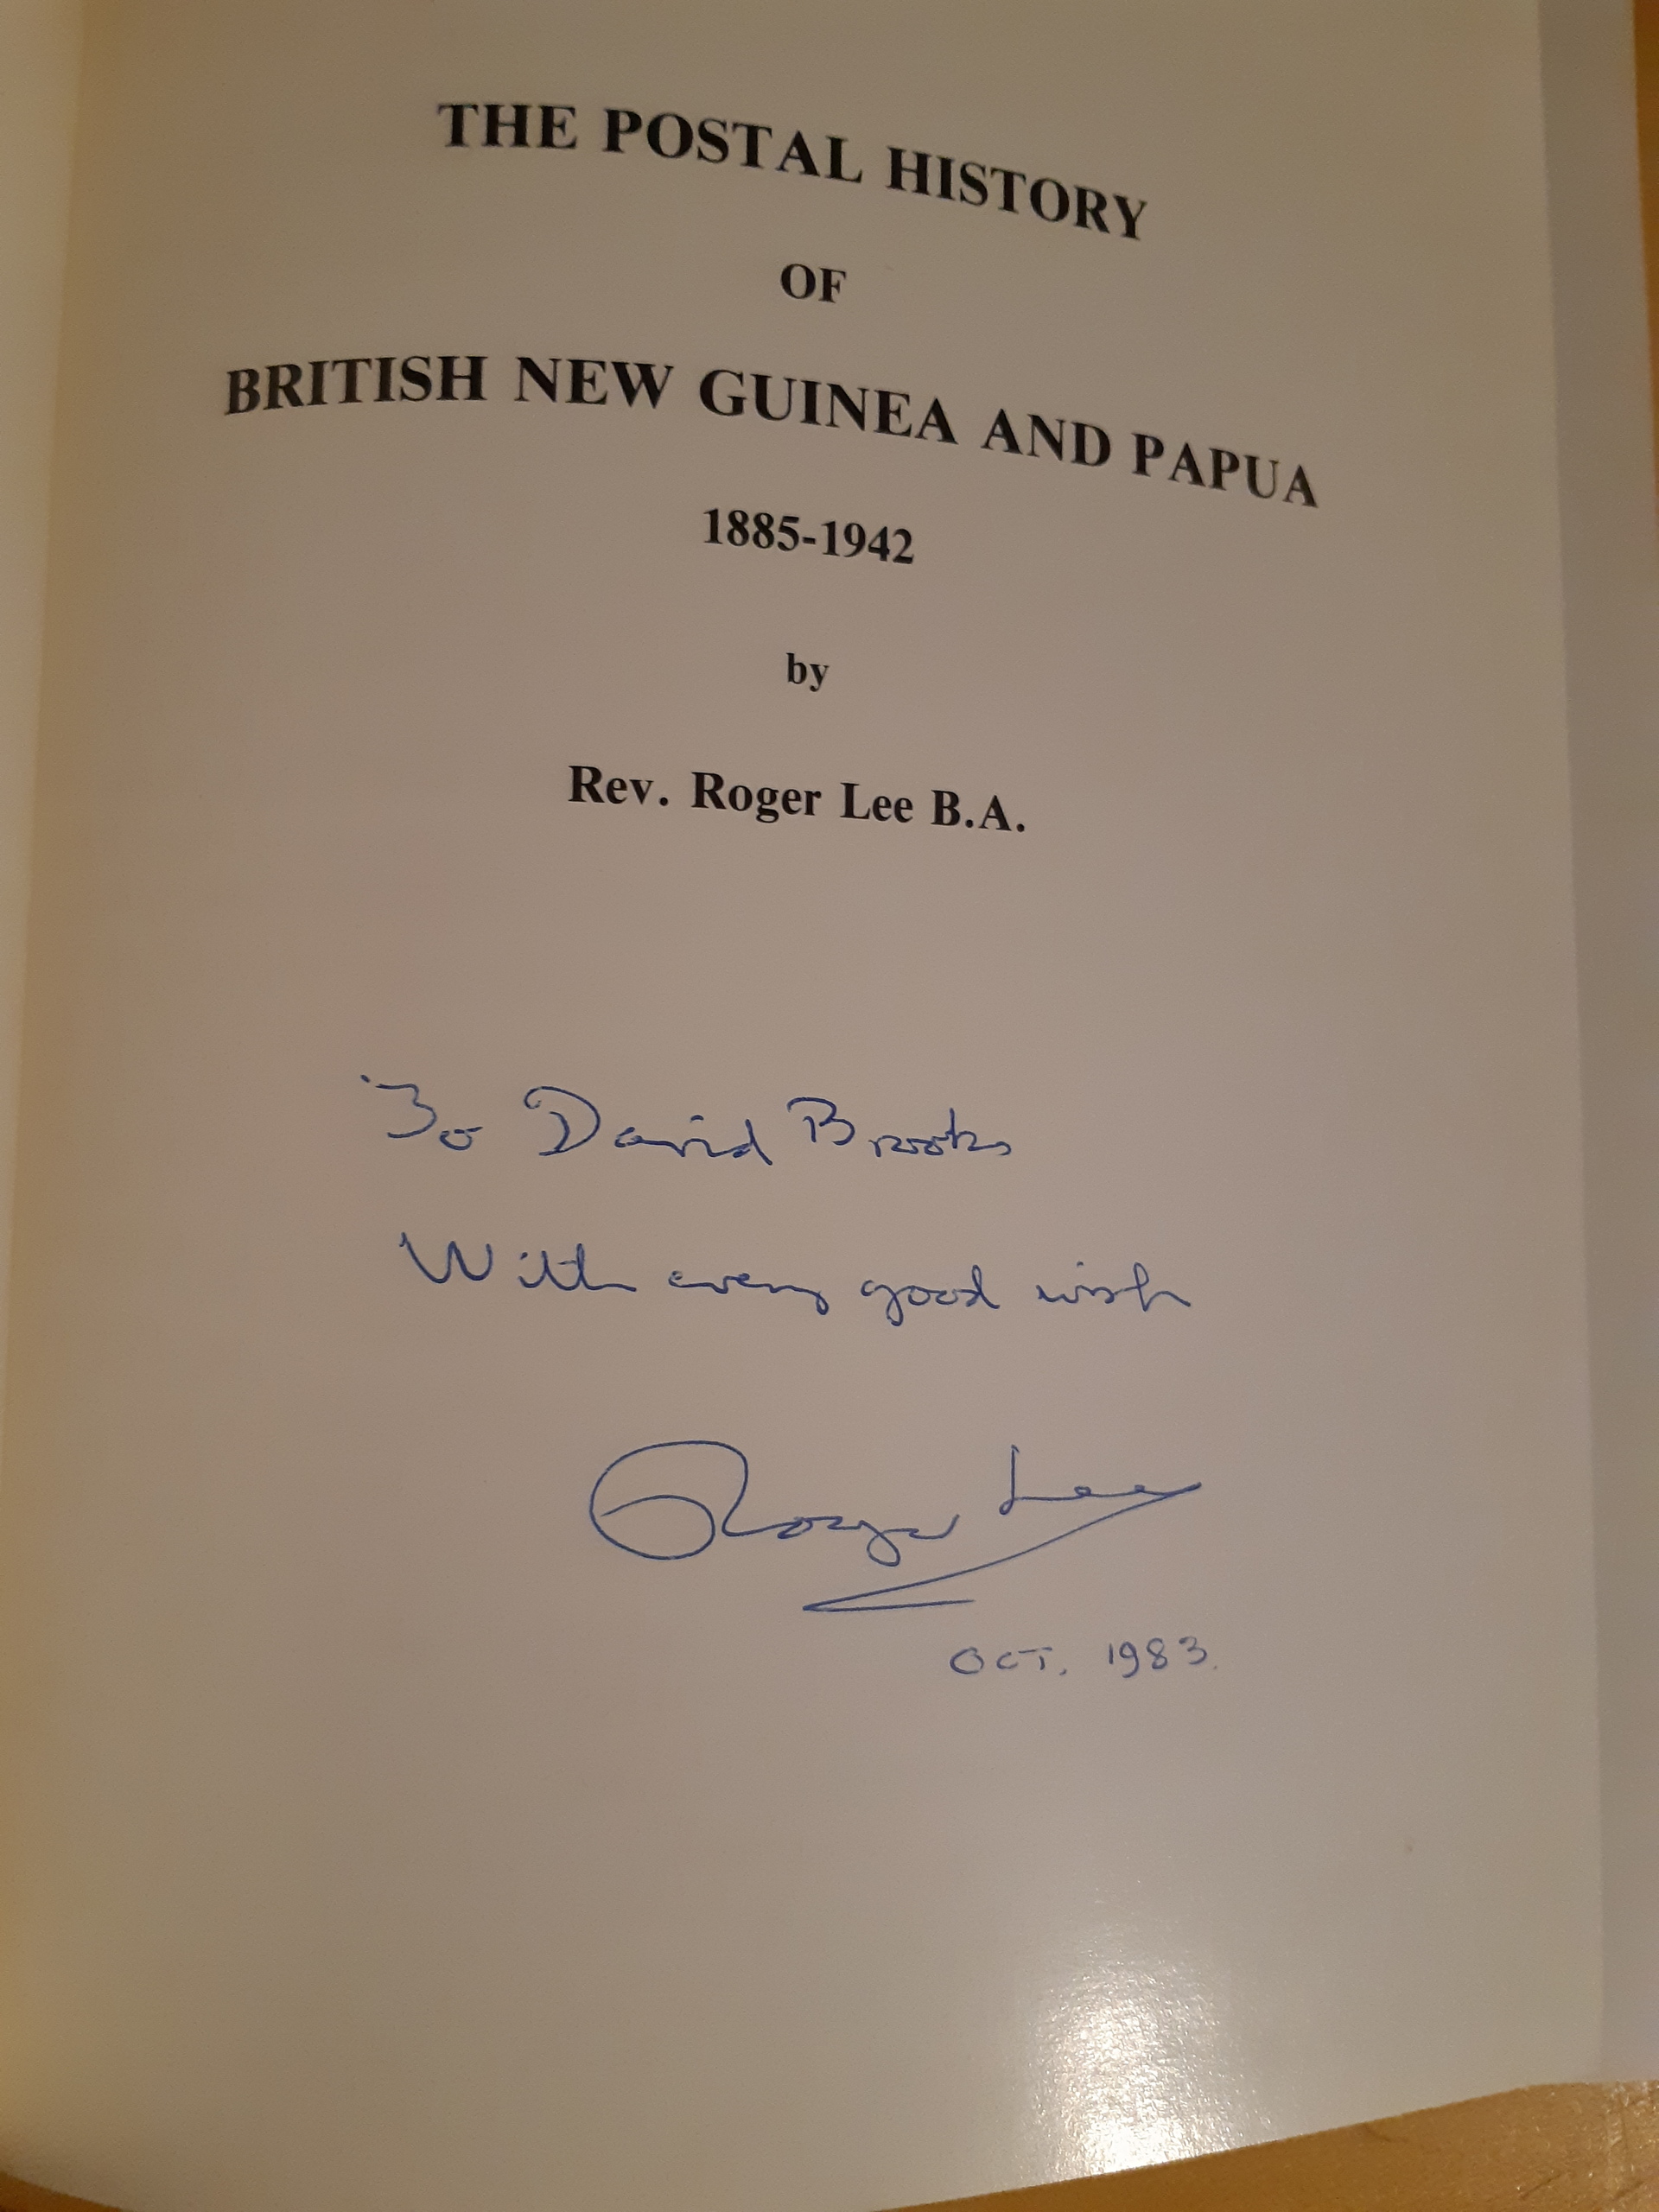 THE POSTAL HISTORY
OF
BRITISH NEW GUINEA AND PAPUA
1885-1942
by
Rev. Roger Lee B.A.
To David Brooks
With every good wish
Roger Lee
OCT. 1983.